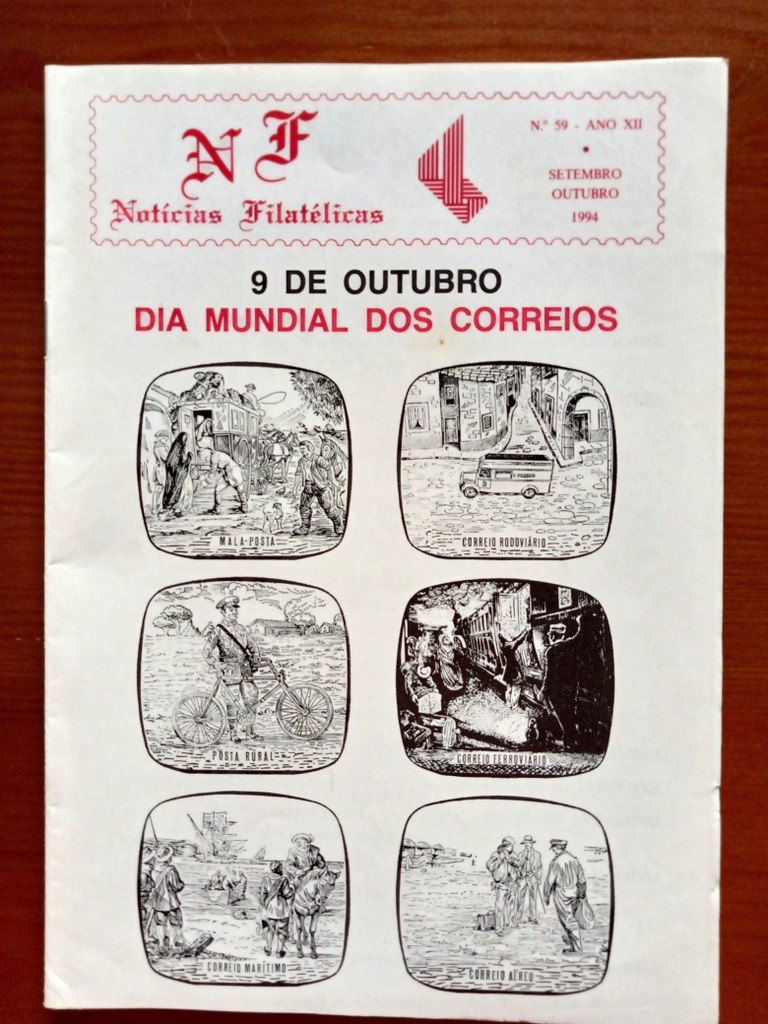 NF
Notícias Filatélicas
N.º 59 - ANO XII
•
SETEMBRO
OUTUBRO
1994
9 DE OUTUBRO
DIA MUNDIAL DOS CORREIOS
MALA-POSTA
CORREIO RODOVIÁRIO
POSTA RURAL
CORREIO FERROVIÁRIO
CORREIO MARÍTIMO
CORREIO AÉREO